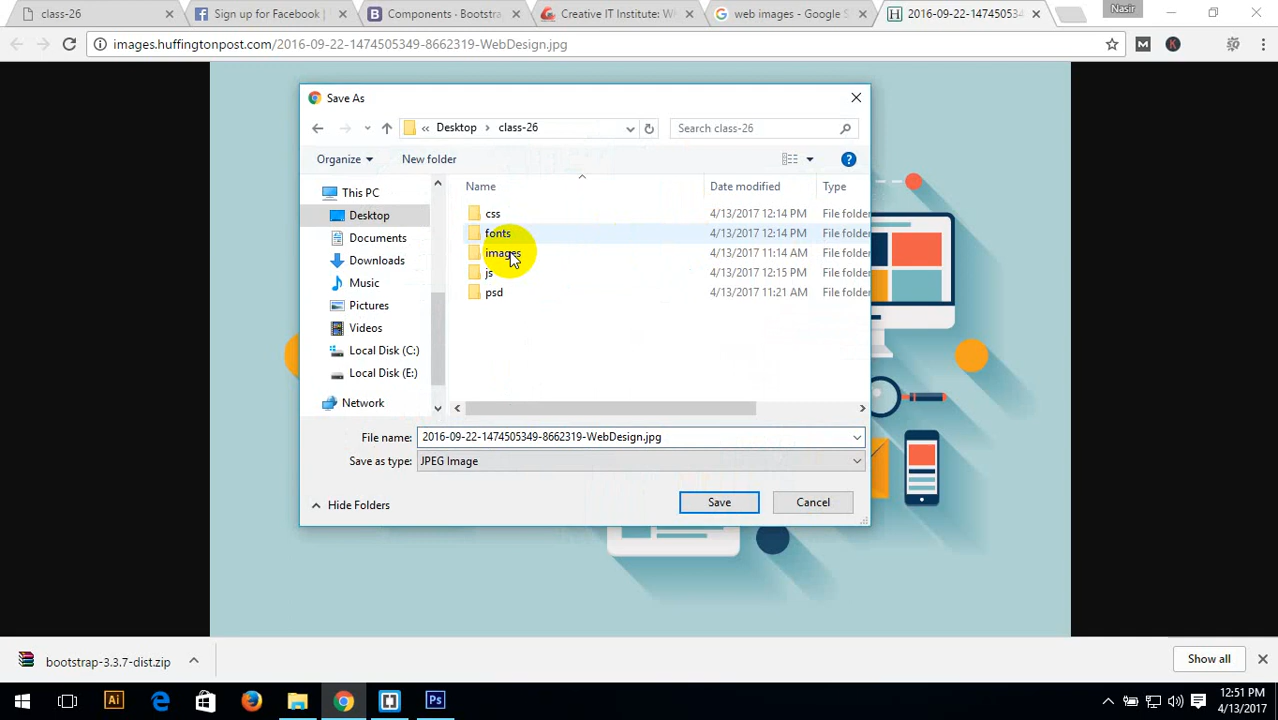 class-26
Sign up for Facebook |
Components · Bootstra
Creative IT Institute: W
web images - Google S
2016-09-22-147450534
Nasir
images.huffingtonpost.com/2016-09-22-1474505349-8662319-WebDesign.jpg
Save As
« Desktop › class-26
Search class-26
Organize
New folder
Name
Date modified
Type
This PC
Desktop
Documents
Downloads
Music
Pictures
Videos
Local Disk (C:)
Local Disk (E:)
Network
css 4/13/2017 12:14 PM File folder
fonts 4/13/2017 12:14 PM File folder
images 4/13/2017 11:14 AM File folder
js 4/13/2017 12:15 PM File folder
psd 4/13/2017 11:21 AM File folder
File name: 2016-09-22-1474505349-8662319-WebDesign.jpg
Save as type: JPEG Image
Hide Folders
Save
Cancel
bootstrap-3.3.7-dist.zip
Show all
12:51 PM
4/13/2017